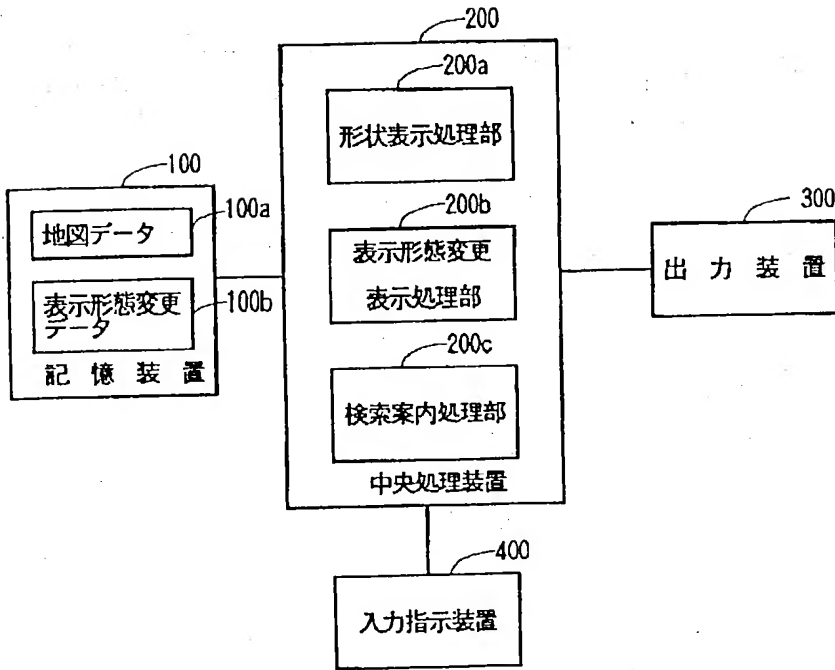 200
200a
形状表示処理部
100
100a
地図データ
表示形態変更
データ
100b
記憶装置
200b
表示形態変更
表示処理部
200c
検索案内処理部
中央処理装置
300
出力装置
400
入力指示装置